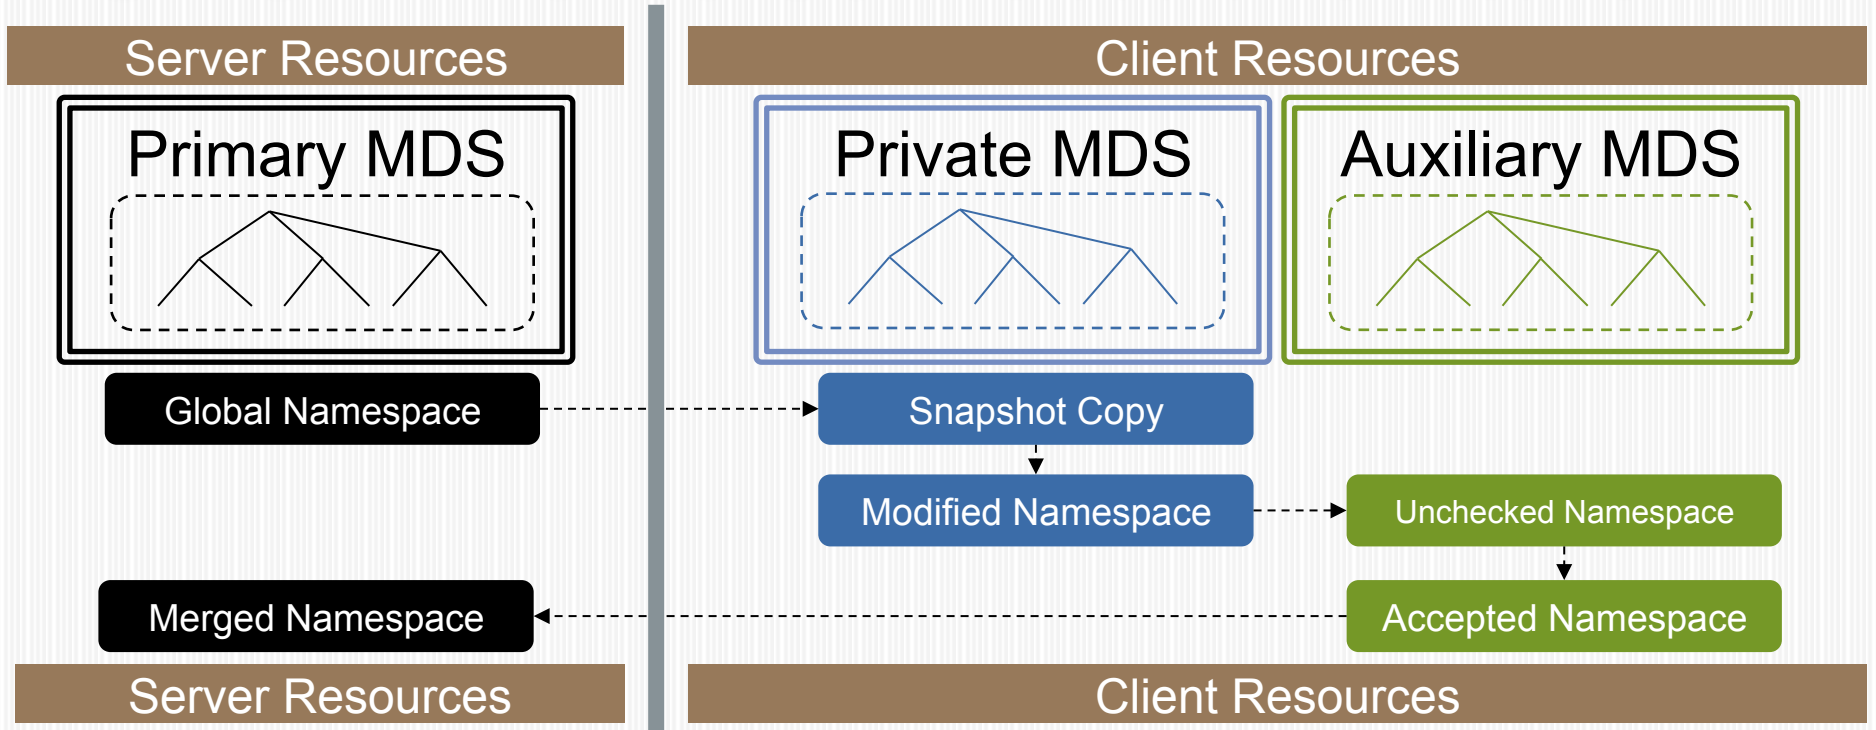 Server Resources
Client Resources
Primary MDS
Private MDS
Auxiliary MDS
Global Namespace
Snapshot Copy
Modified Namespace
Unchecked Namespace
Merged Namespace
Accepted Namespace
Server Resources
Client Resources